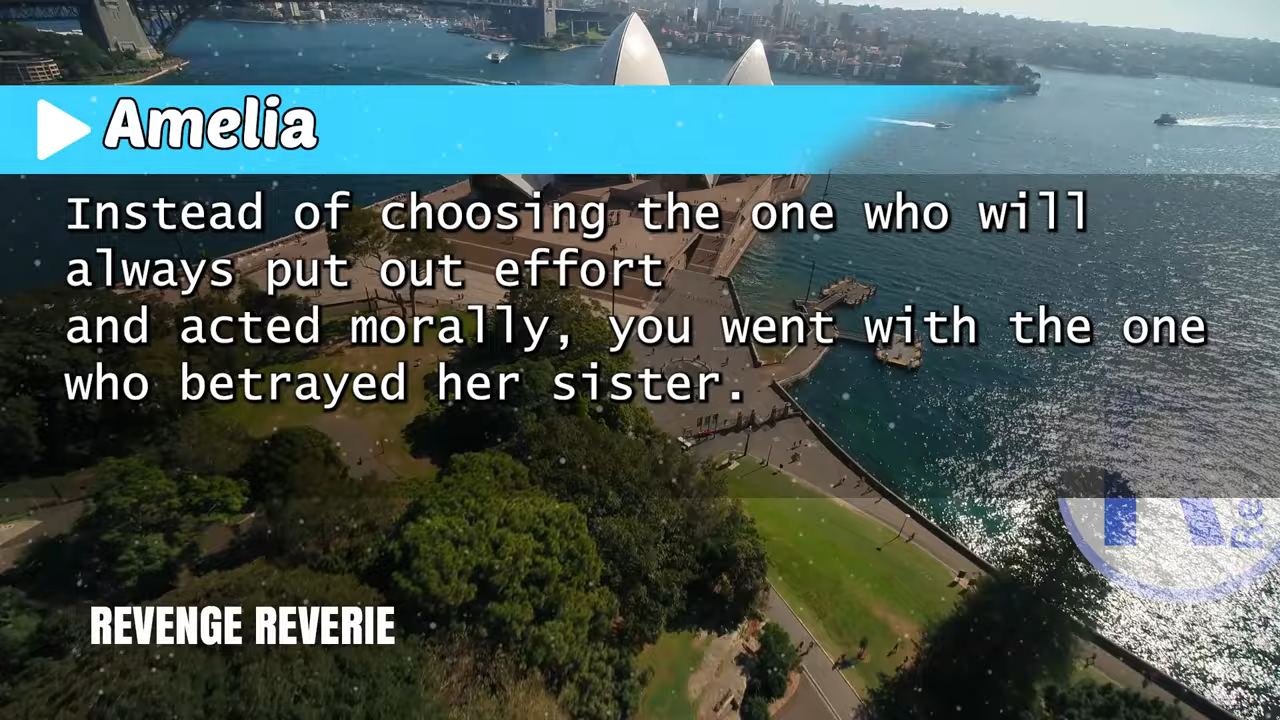 Amelia
Instead of choosing the one who will
always put out effort
and acted morally, you went with the one
who betrayed her sister.
Re
REVENGE REVERIE